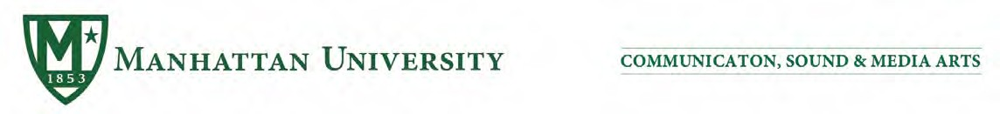 M
1853
MANHATTAN UNIVERSITY
COMMUNICATON, SOUND & MEDIA ARTS